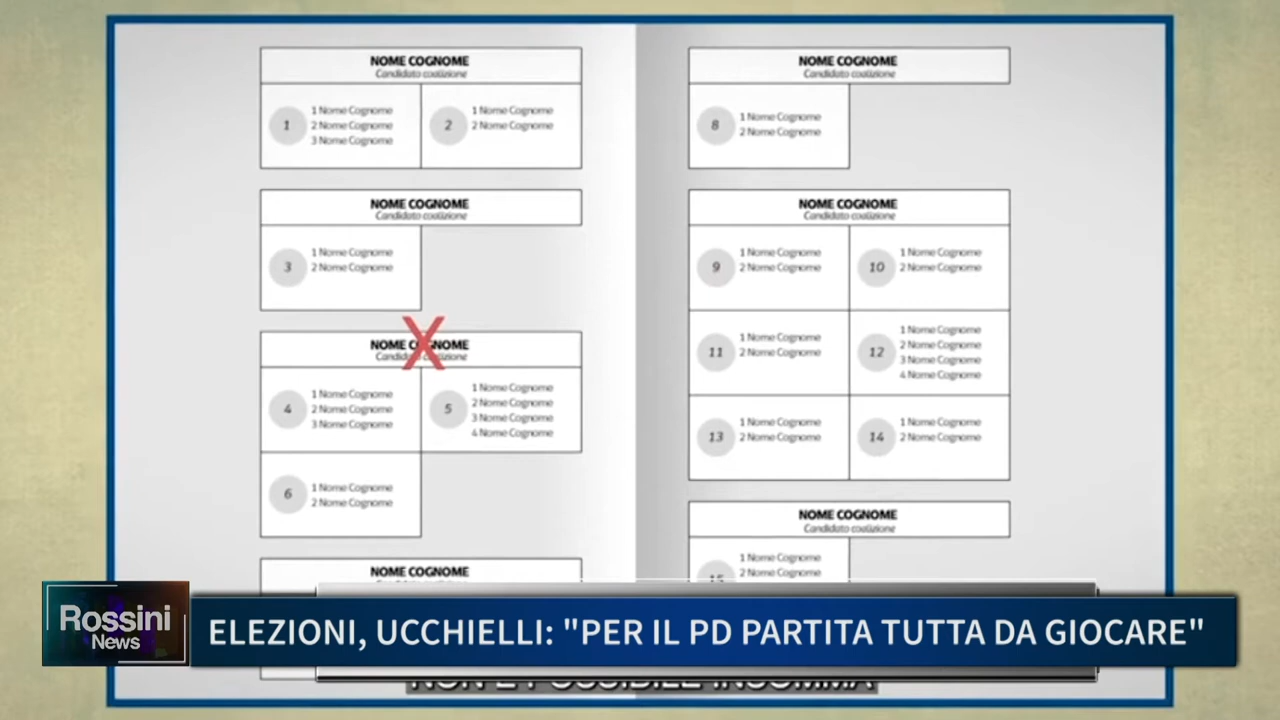 NOME COGNOME
Candidato coalizione
1
1 Nome Cognome
2 Nome Cognome
3 Nome Cognome
2
1 Nome Cognome
2 Nome Cognome
NOME COGNOME
Candidato coalizione
3
1 Nome Cognome
2 Nome Cognome
NOME COGNOME
Candidato coalizione
X
4
1 Nome Cognome
2 Nome Cognome
3 Nome Cognome
5
1 Nome Cognome
2 Nome Cognome
3 Nome Cognome
4 Nome Cognome
6
1 Nome Cognome
2 Nome Cognome
NOME COGNOME
NOME COGNOME
Candidato coalizione
8
1 Nome Cognome
2 Nome Cognome
NOME COGNOME
Candidato coalizione
9
1 Nome Cognome
2 Nome Cognome
10
1 Nome Cognome
2 Nome Cognome
11
1 Nome Cognome
2 Nome Cognome
12
1 Nome Cognome
2 Nome Cognome
3 Nome Cognome
4 Nome Cognome
13
1 Nome Cognome
2 Nome Cognome
14
1 Nome Cognome
2 Nome Cognome
NOME COGNOME
Candidato coalizione
15
1 Nome Cognome
2 Nome Cognome
Rossini
News
ELEZIONI, UCCHIELLI: "PER IL PD PARTITA TUTTA DA GIOCARE"
NON È POSSIBILE INSOMMA